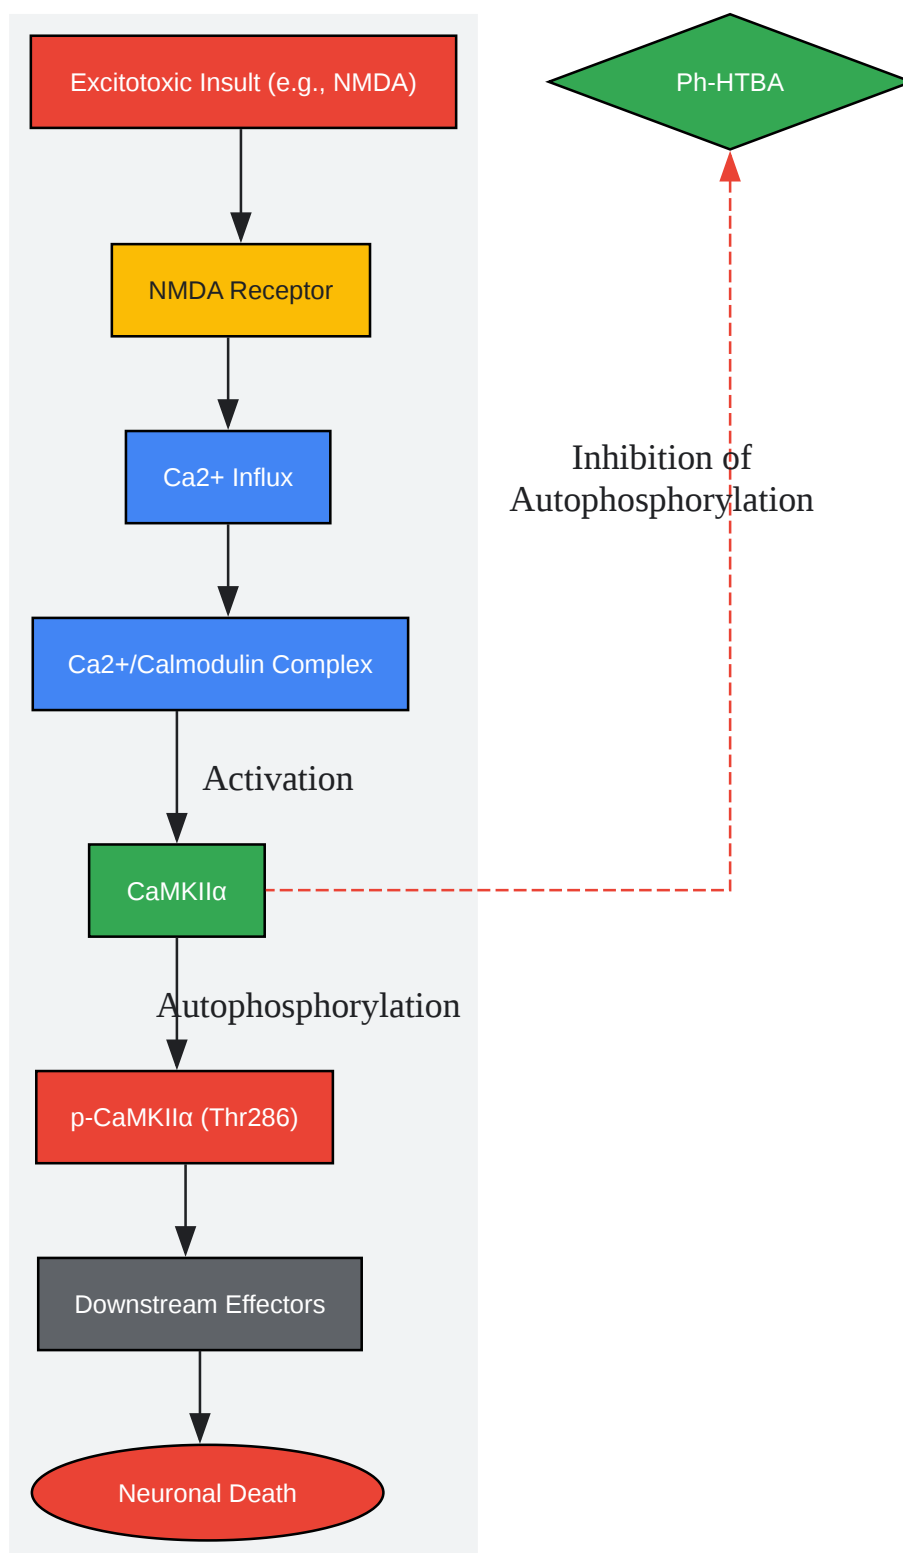 Excitotoxic Insult (e.g., NMDA)
Ph-HTBA
NMDA Receptor
Ca2+ Influx
Inhibition of
Autophosphorylation
Ca2+/Calmodulin Complex
Activation
CaMKIIα
Autophosphorylation
p-CaMKIIα (Thr286)
Downstream Effectors
Neuronal Death